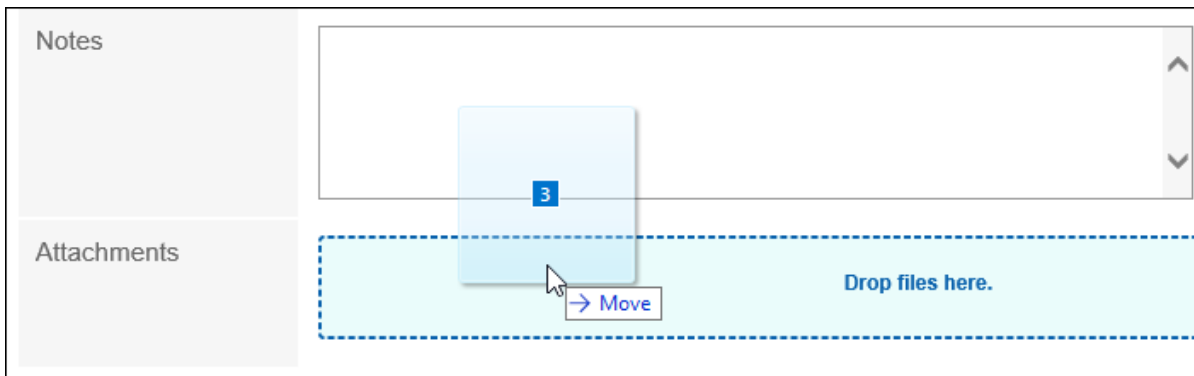 Notes
3
Attachments
Drop files here.
→ Move